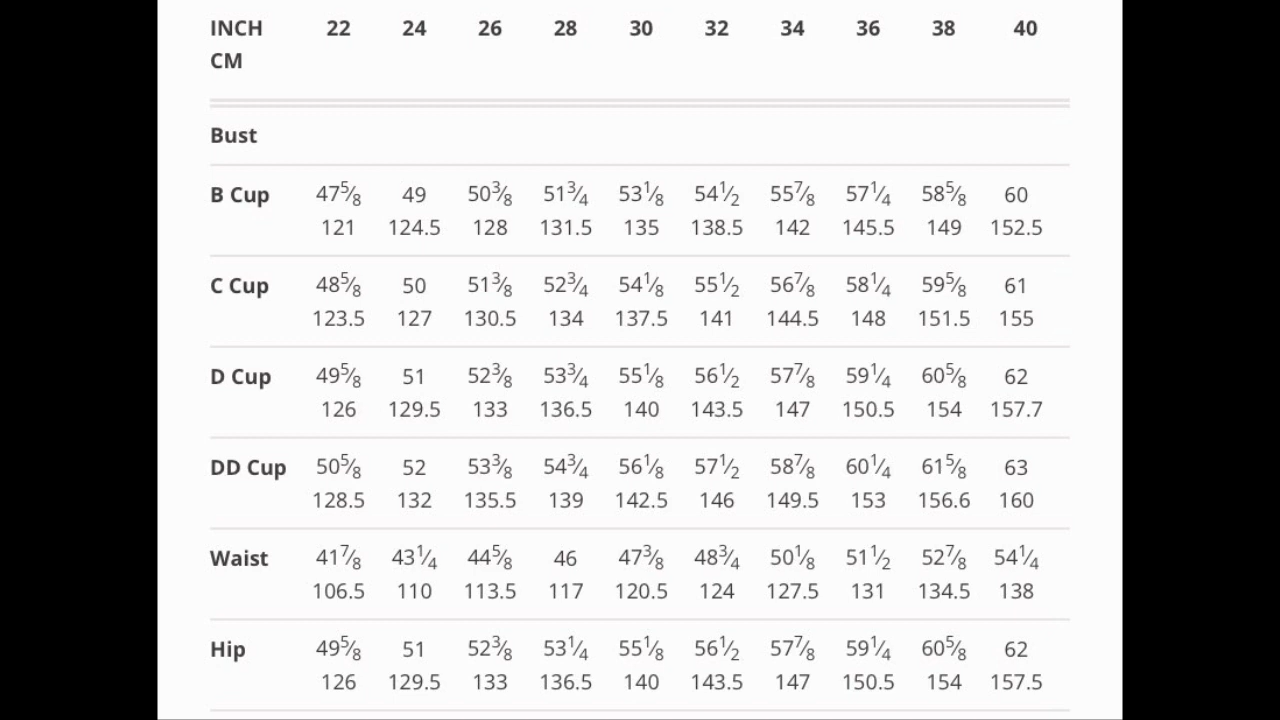 INCH 22 24 26 28 30 32 34 36 38 40
CM
Bust
B Cup 47⅝ 49 50⅜ 51¾ 53⅛ 54½ 55⅞ 57¼ 58⅝ 60
121 124.5 128 131.5 135 138.5 142 145.5 149 152.5
C Cup 48⅝ 50 51⅜ 52¾ 54⅛ 55½ 56⅞ 58¼ 59⅝ 61
123.5 127 130.5 134 137.5 141 144.5 148 151.5 155
D Cup 49⅝ 51 52⅜ 53¾ 55⅛ 56½ 57⅞ 59¼ 60⅝ 62
126 129.5 133 136.5 140 143.5 147 150.5 154 157.7
DD Cup 50⅝ 52 53⅜ 54¾ 56⅛ 57½ 58⅞ 60¼ 61⅝ 63
128.5 132 135.5 139 142.5 146 149.5 153 156.6 160
Waist 41⅞ 43¼ 44⅝ 46 47⅜ 48¾ 50⅛ 51½ 52⅞ 54¼
106.5 110 113.5 117 120.5 124 127.5 131 134.5 138
Hip 49⅝ 51 52⅜ 53¼ 55⅛ 56½ 57⅞ 59¼ 60⅝ 62
126 129.5 133 136.5 140 143.5 147 150.5 154 157.5